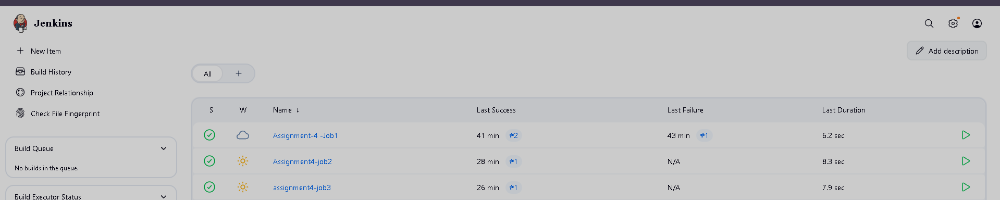 Jenkins
New Item
Build History
Project Relationship
Check File Fingerprint
Build Queue
No builds in the queue.
Build Executor Status
Add description
All +
S W Name ↓ Last Success Last Failure Last Duration
Assignment-4 -Job1 41 min #2 43 min #1 6.2 sec
Assignment4-job2 28 min #1 N/A 8.3 sec
assignment4-job3 26 min #1 N/A 7.9 sec